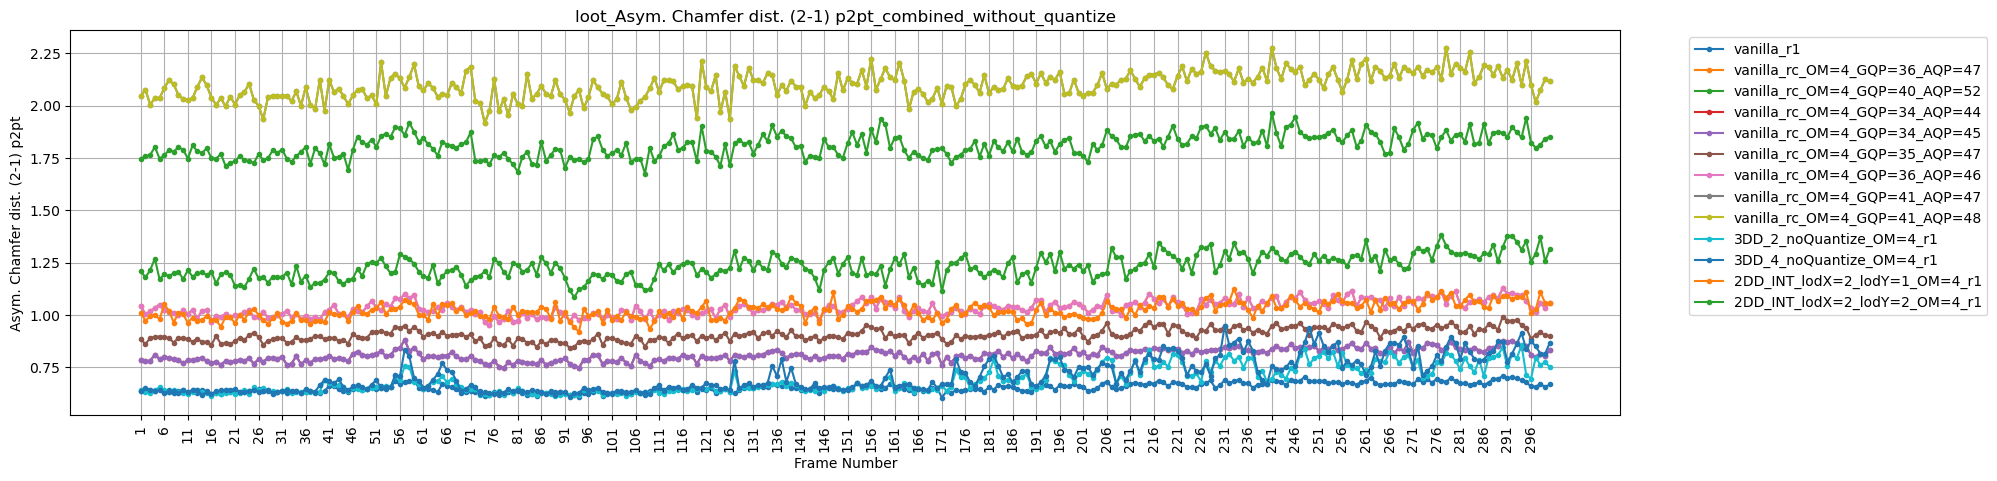 loot_Asym. Chamfer dist. (2-1) p2pt_combined_without_quantize
Asym. Chamfer dist. (2-1) p2pt
2.25
2.00
1.75
1.50
1.25
1.00
0.75
1 6 11 16 21 26 31 36 41 46 51 56 61 66 71 76 81 86 91 96 101 106 111 116 121 126 131 136 141 146 151 156 161 166 171 176 181 186 191 196 201 206 211 216 221 226 231 236 241 246 251 256 261 266 271 276 281 286 291 296
Frame Number
vanilla_r1
vanilla_rc_OM=4_GQP=36_AQP=47
vanilla_rc_OM=4_GQP=40_AQP=52
vanilla_rc_OM=4_GQP=34_AQP=44
vanilla_rc_OM=4_GQP=34_AQP=45
vanilla_rc_OM=4_GQP=35_AQP=47
vanilla_rc_OM=4_GQP=36_AQP=46
vanilla_rc_OM=4_GQP=41_AQP=47
vanilla_rc_OM=4_GQP=41_AQP=48
3DD_2_noQuantize_OM=4_r1
3DD_4_noQuantize_OM=4_r1
2DD_INT_lodX=2_lodY=1_OM=4_r1
2DD_INT_lodX=2_lodY=2_OM=4_r1